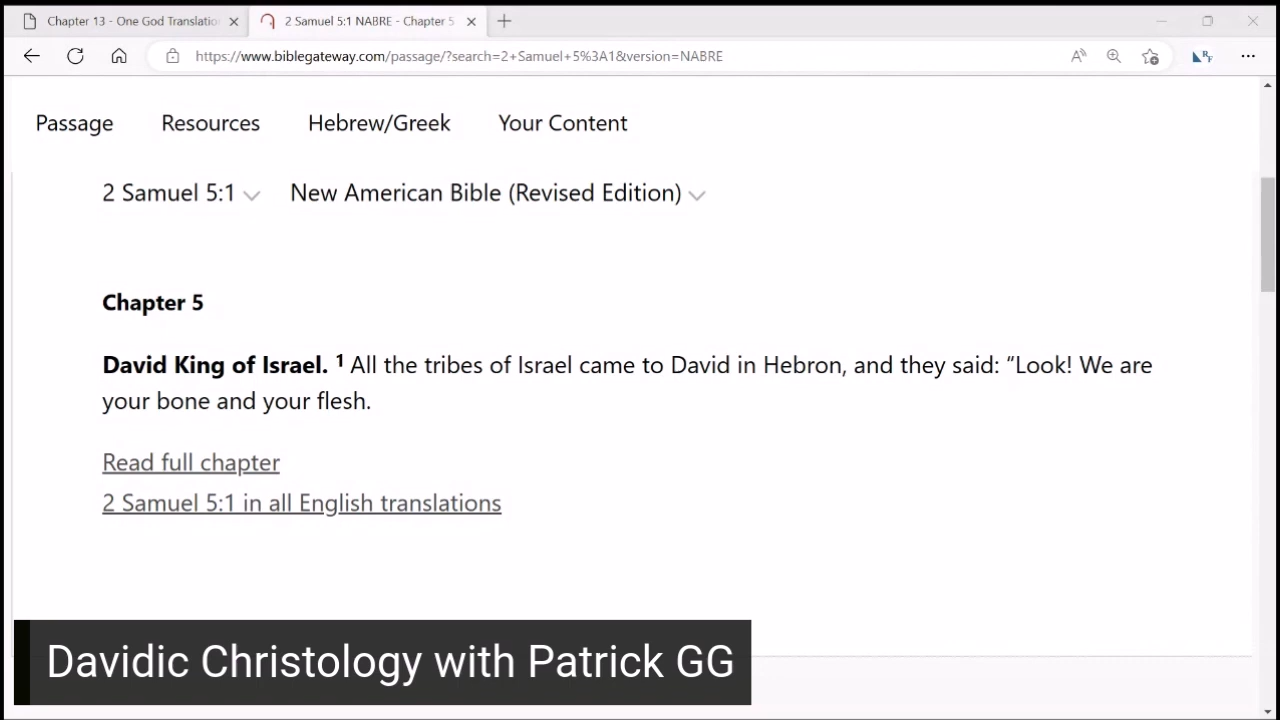 Chapter 13 - One God Translatio
2 Samuel 5:1 NABRE - Chapter 5
https://www.biblegateway.com/passage/?search=2+Samuel+5%3A1&version=NABRE
Passage Resources Hebrew/Greek Your Content
2 Samuel 5:1 New American Bible (Revised Edition)
Chapter 5
David King of Israel. 1 All the tribes of Israel came to David in Hebron, and they said: “Look! We are
your bone and your flesh.
Read full chapter
2 Samuel 5:1 in all English translations
Davidic Christology with Patrick GG